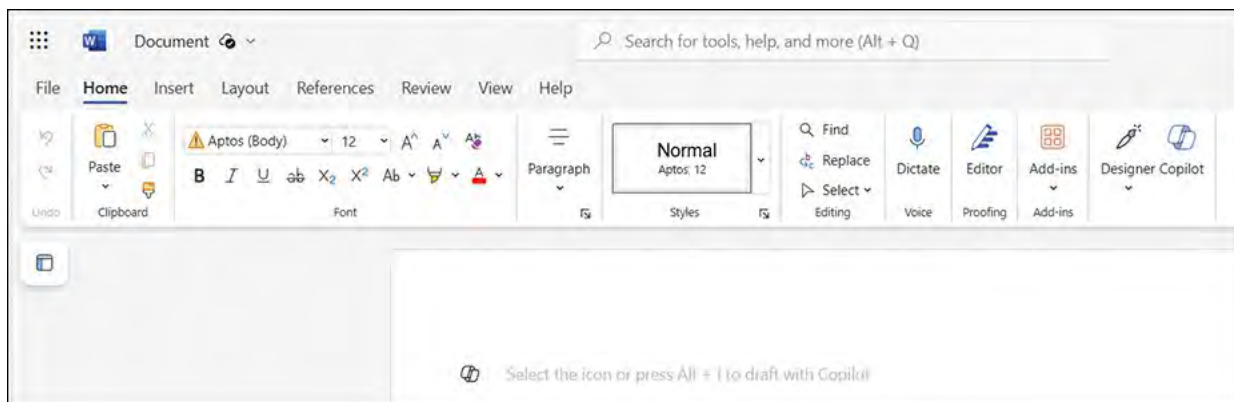 W Document
Search for tools, help, and more (Alt + Q)
File Home Insert Layout References Review View Help
Paste
Clipboard
Undo
Aptos (Body) 12 A^ A˅ A
B I U ab X₂ X² Ab A
Font
Paragraph
Normal
Aptos 12
Styles
Find
Replace
Select
Editing
Dictate
Voice
Editor
Proofing
Add-ins
Add-ins
Designer Copilot
Select the icon or press Alt + I to draft with Copilot